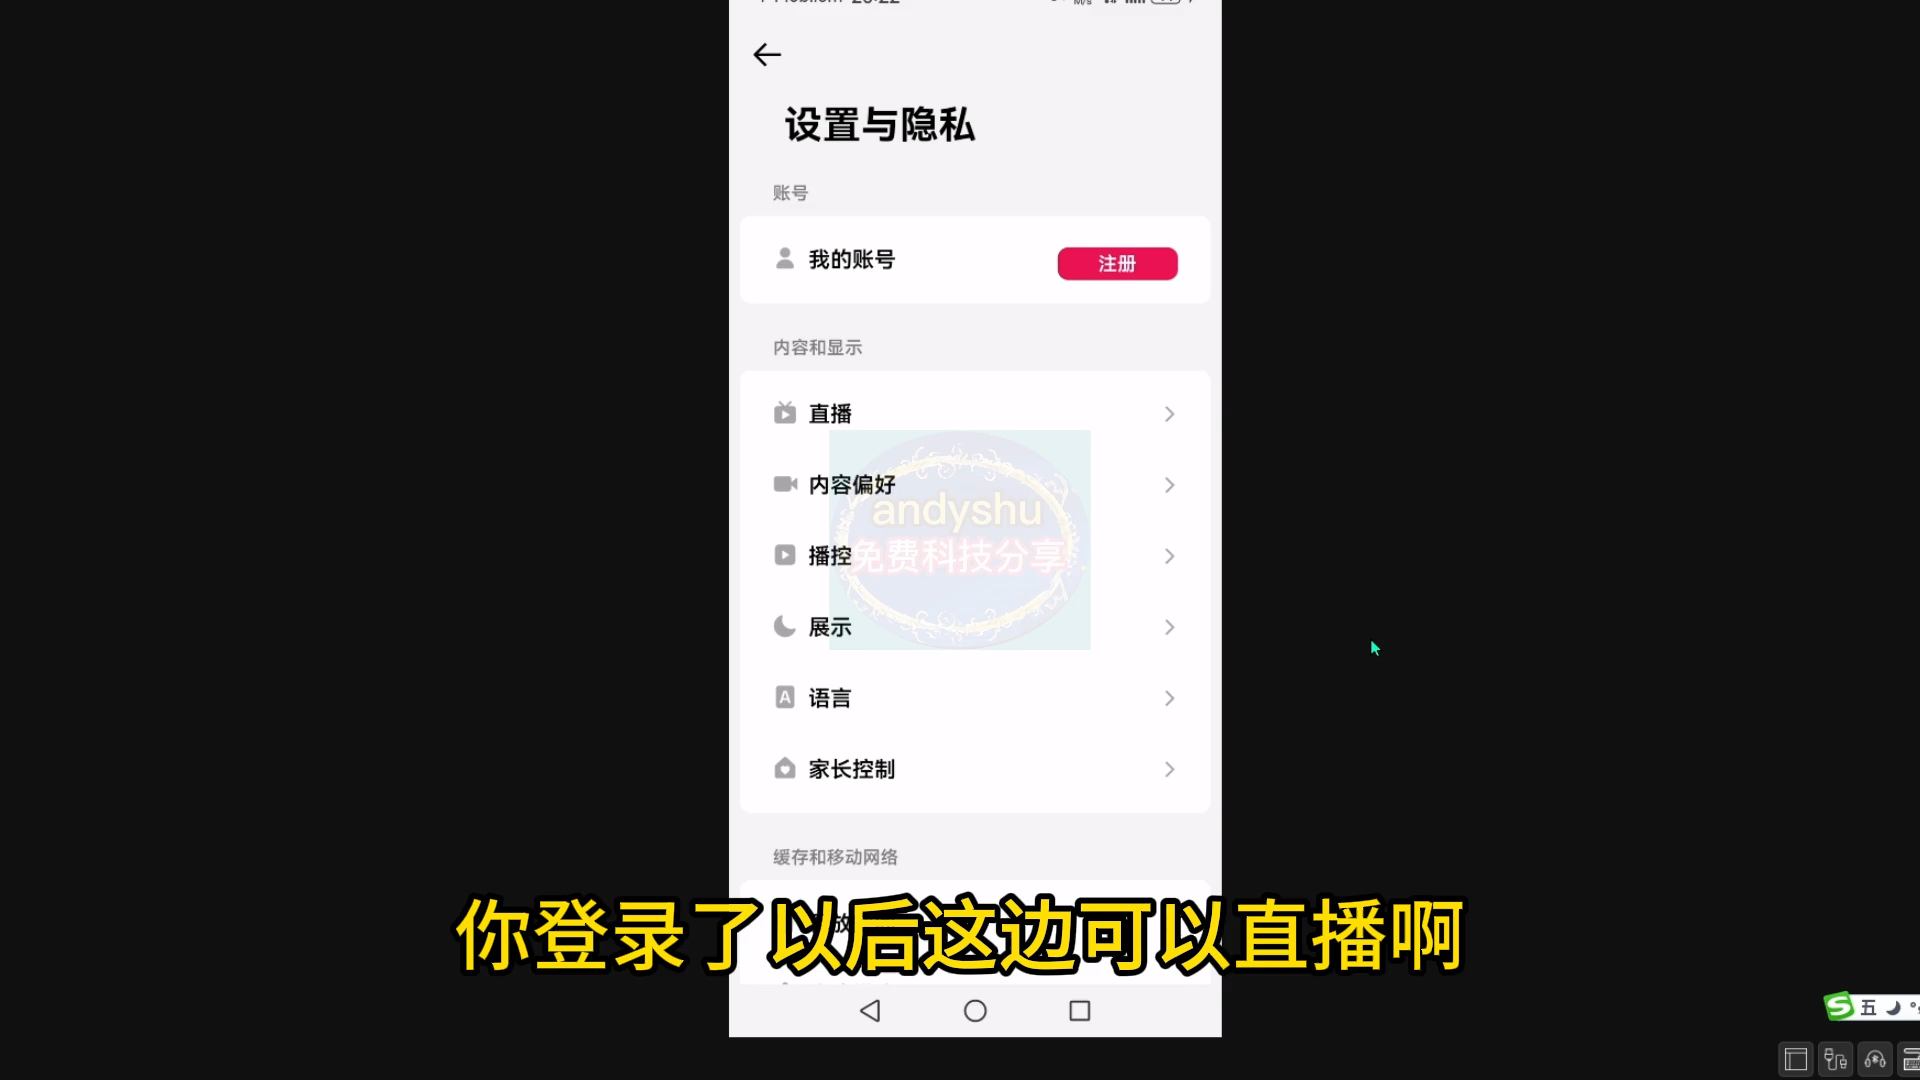 设置与隐私
账号
我的账号
注册
内容和显示
直播
内容偏好
andyshu
播控
免费科技分享
展示
A 语言
家长控制
缓存和移动网络
你登录了以后这边可以直播啊
S 五